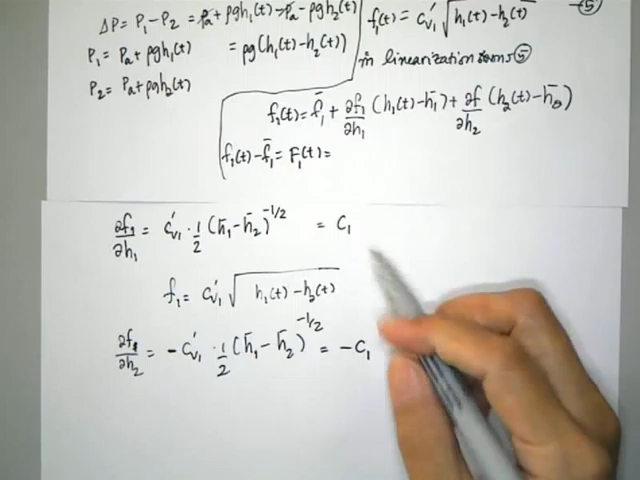 ΔP = P₁ - P₂ = Pₐ + ρgh₁(t) - Pₐ - ρgh₂(t)
P₁ = Pₐ + ρgh₁(t) = ρg(h₁(t) - h₂(t))
P₂ = Pₐ + ρgh₂(t)
f₁(t) = C'ᵥ₁ √(h₁(t) - h₂(t)) — ⑤
in linearization terms ⑤
f₁(t) = f̄₁ + ∂f₁/∂h₁ (h₁(t) - h̄₁) + ∂f/∂h₂ (h₂(t) - h̄₂)
f₁(t) - f̄₁ = F₁(t) =
∂f₁/∂h₁ = C'ᵥ₁ · 1/2 (h̄₁ - h̄₂)^(-1/2) = C₁
f₁ = C'ᵥ₁ √(h₁(t) - h₂(t))
∂f₁/∂h₂ = -C'ᵥ₁ · 1/2 (h̄₁ - h̄₂)^(-1/2) = -C₁